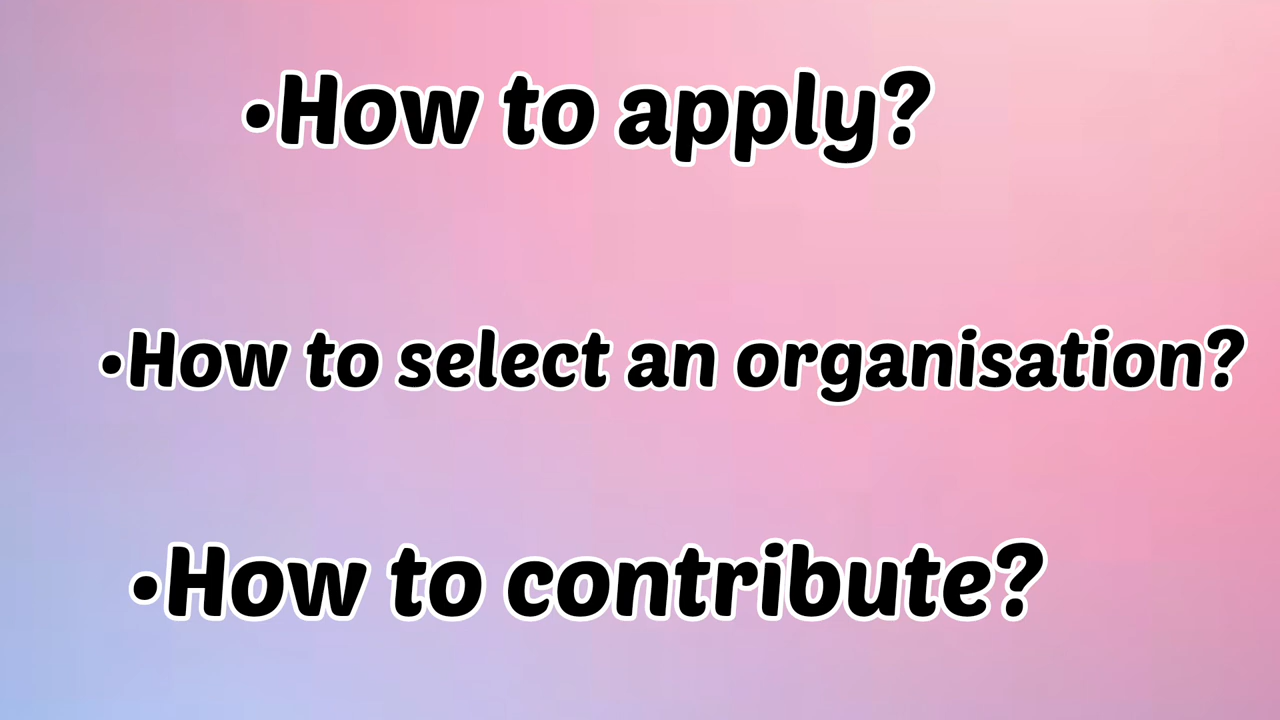 •How to apply?
•How to select an organisation?
•How to contribute?